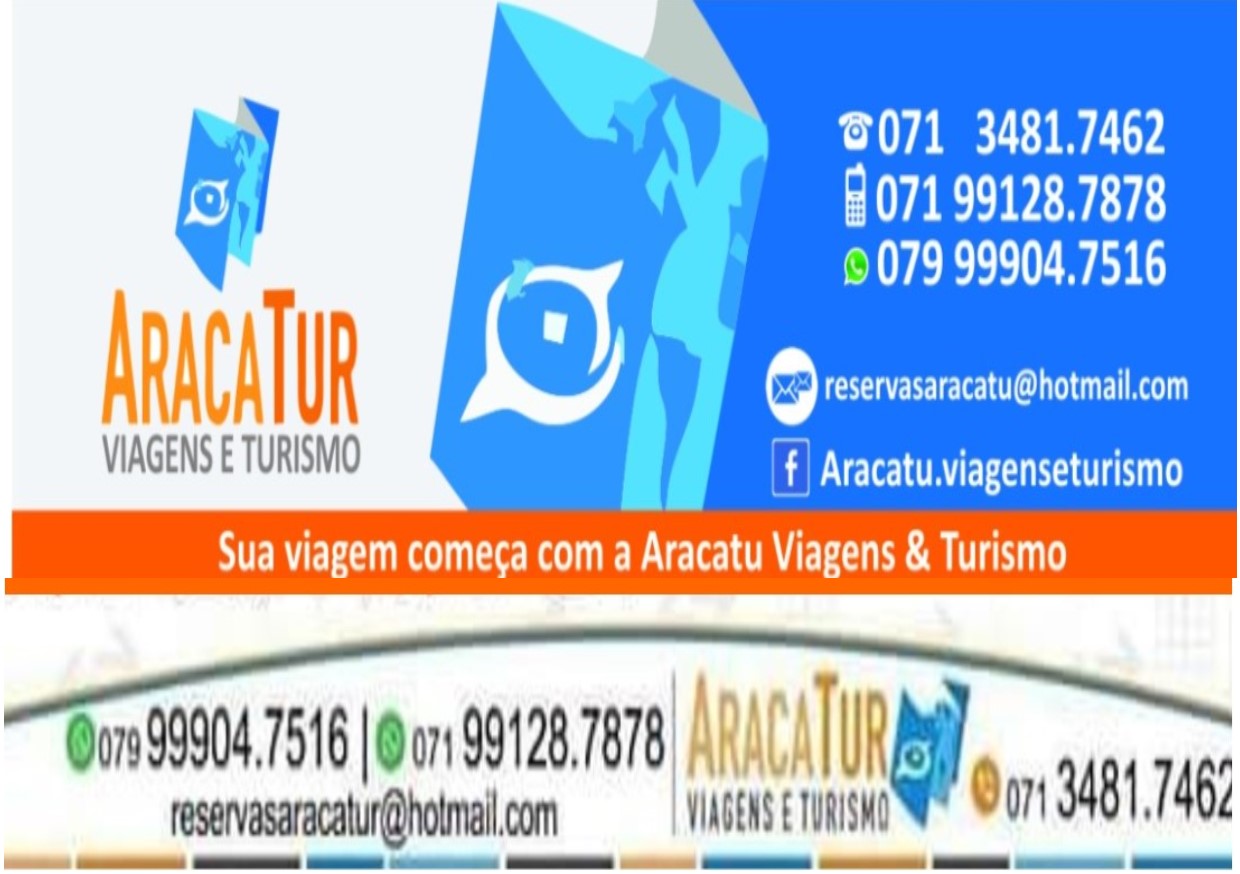 071 3481.7462
071 99128.7878
079 99904.7516
reservasaracatu@hotmail.com
f Aracatu.viagenseturismo
ARACATUR
VIAGENS E TURISMO
Sua viagem começa com a Aracatu Viagens & Turismo
079 99904.7516 | 071 99128.7878
reservasaracatur@hotmail.com
ARACATUR
VIAGENS E TURISMO
071 3481.7462